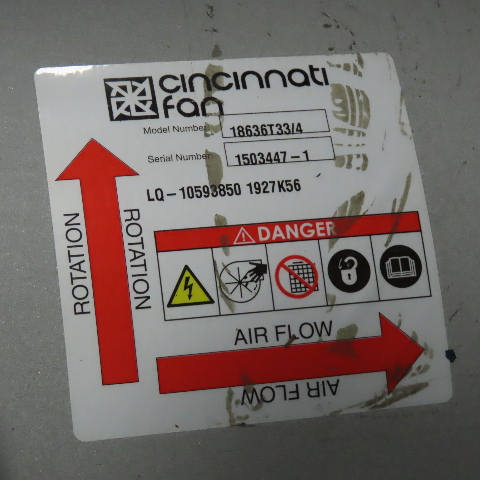 cincinnati
fan
Model Number: 18636T33/4
Serial Number: 1503447-1
LQ-10593850 1927K56
DANGER
ROTATION
ROTATION
AIR FLOW
AIR FLOW